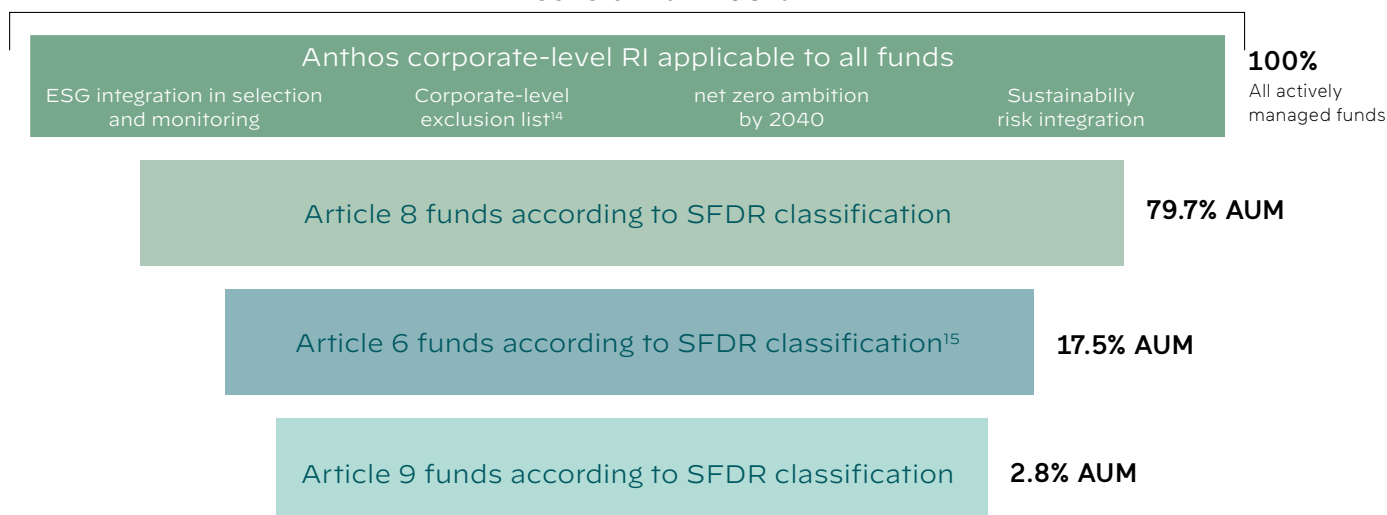 Anthos corporate-level RI applicable to all funds
ESG integration in selection
and monitoring
Corporate-level
exclusion list¹⁴
net zero ambition
by 2040
Sustainabiliy
risk integration
100%
All actively
managed funds
Article 8 funds according to SFDR classification
79.7% AUM
Article 6 funds according to SFDR classification¹⁵
17.5% AUM
Article 9 funds according to SFDR classification
2.8% AUM